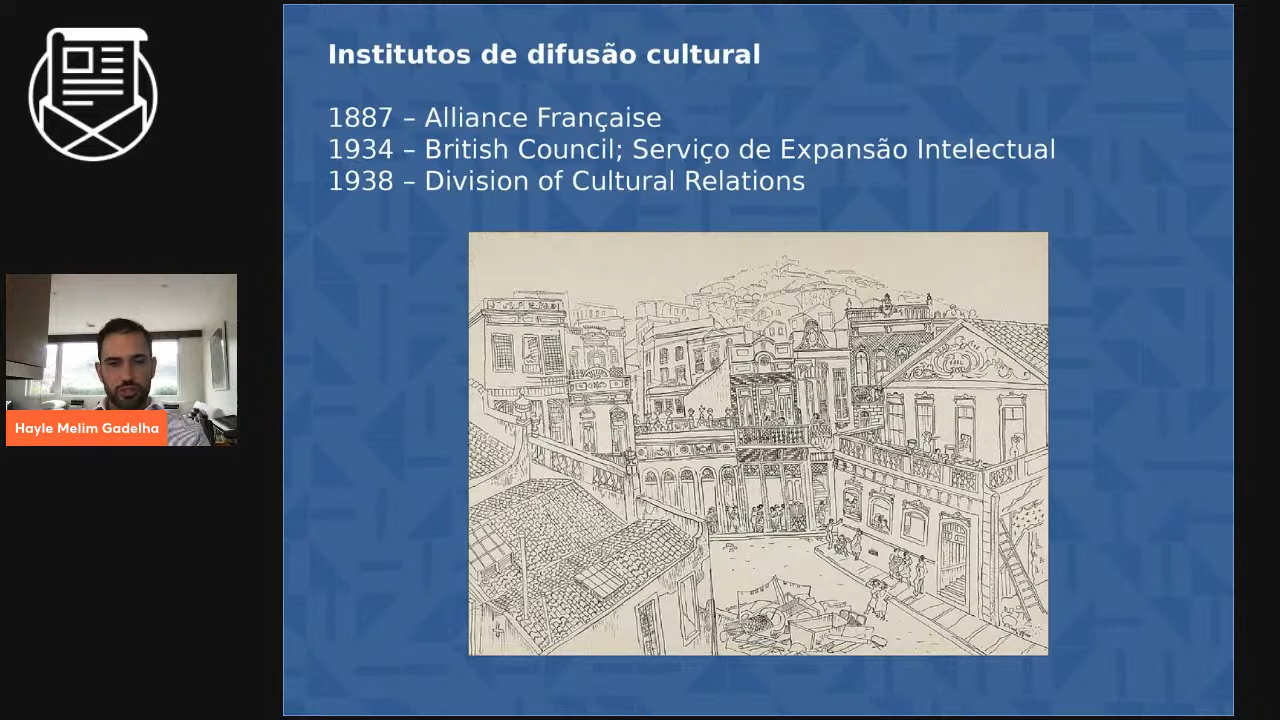 Institutos de difusão cultural
1887 – Alliance Française
1934 – British Council; Serviço de Expansão Intelectual
1938 – Division of Cultural Relations
Hayle Melim Gadelha